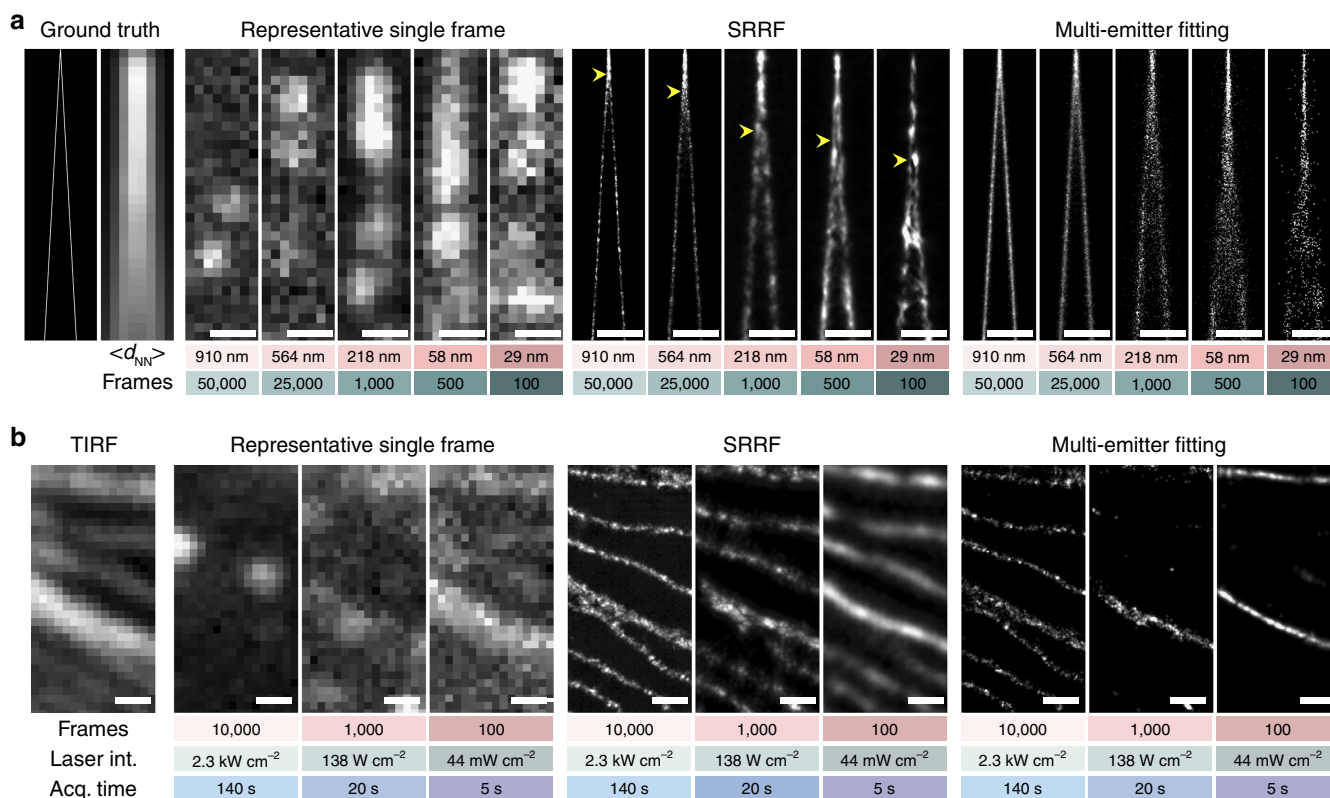 a
Ground truth
Representative single frame
SRRF
Multi-emitter fitting
<d_NN>
910 nm 564 nm 218 nm 58 nm 29 nm
910 nm 564 nm 218 nm 58 nm 29 nm
910 nm 564 nm 218 nm 58 nm 29 nm
Frames
50,000 25,000 1,000 500 100
50,000 25,000 1,000 500 100
50,000 25,000 1,000 500 100
b
TIRF
Representative single frame
SRRF
Multi-emitter fitting
Frames
10,000 1,000 100
10,000 1,000 100
10,000 1,000 100
Laser int.
2.3 kW cm⁻² 138 W cm⁻² 44 mW cm⁻²
2.3 kW cm⁻² 138 W cm⁻² 44 mW cm⁻²
2.3 kW cm⁻² 138 W cm⁻² 44 mW cm⁻²
Acq. time
140 s 20 s 5 s
140 s 20 s 5 s
140 s 20 s 5 s